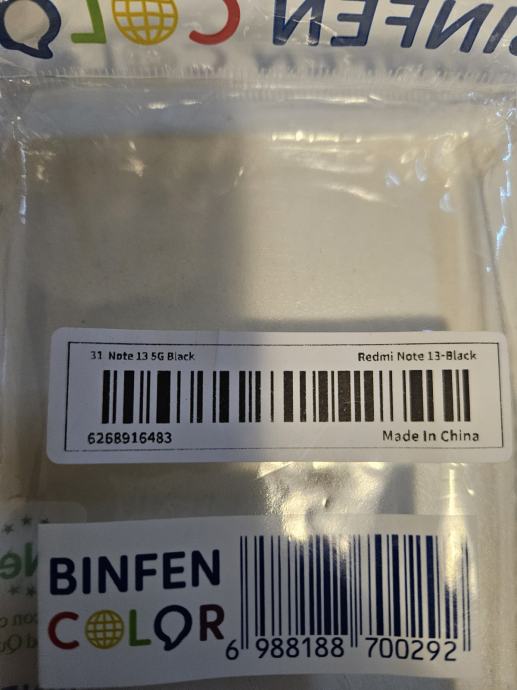 BINFEN
COLOR
31 Note 13 5G Black
Redmi Note 13-Black
6268916483
Made In China
BINFEN
COLOR
6 988188 700292